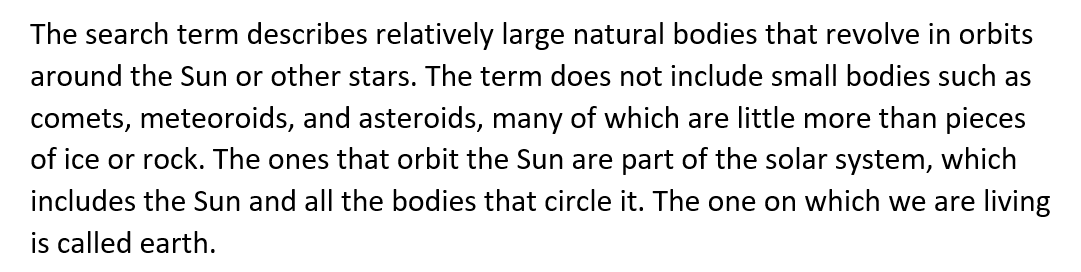 The search term describes relatively large natural bodies that revolve in orbits
around the Sun or other stars. The term does not include small bodies such as
comets, meteoroids, and asteroids, many of which are little more than pieces
of ice or rock. The ones that orbit the Sun are part of the solar system, which
includes the Sun and all the bodies that circle it. The one on which we are living
is called earth.